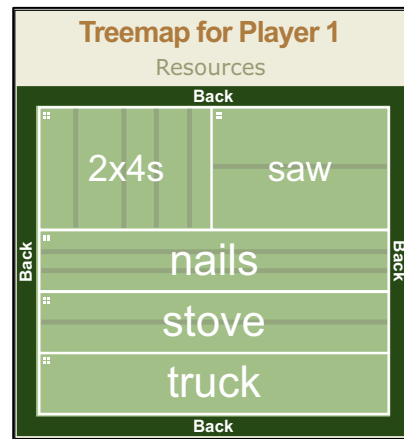 Treemap for Player 1
Resources
Back
2x4s
saw
Back
Back
nails
stove
truck
Back